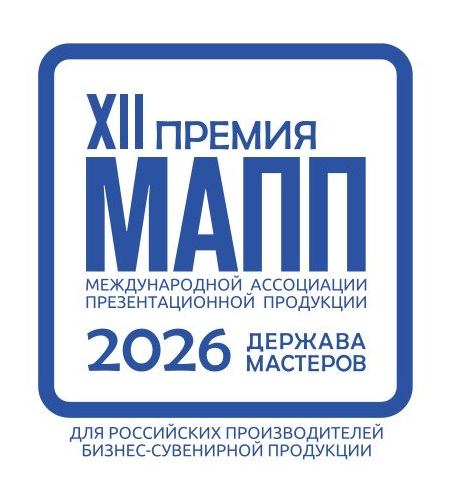 XII ПРЕМИЯ
МАПП
МЕЖДУНАРОДНОЙ АССОЦИАЦИИ
ПРЕЗЕНТАЦИОННОЙ ПРОДУКЦИИ
2026 ДЕРЖАВА
МАСТЕРОВ
ДЛЯ РОССИЙСКИХ ПРОИЗВОДИТЕЛЕЙ
БИЗНЕС-СУВЕНИРНОЙ ПРОДУКЦИИ